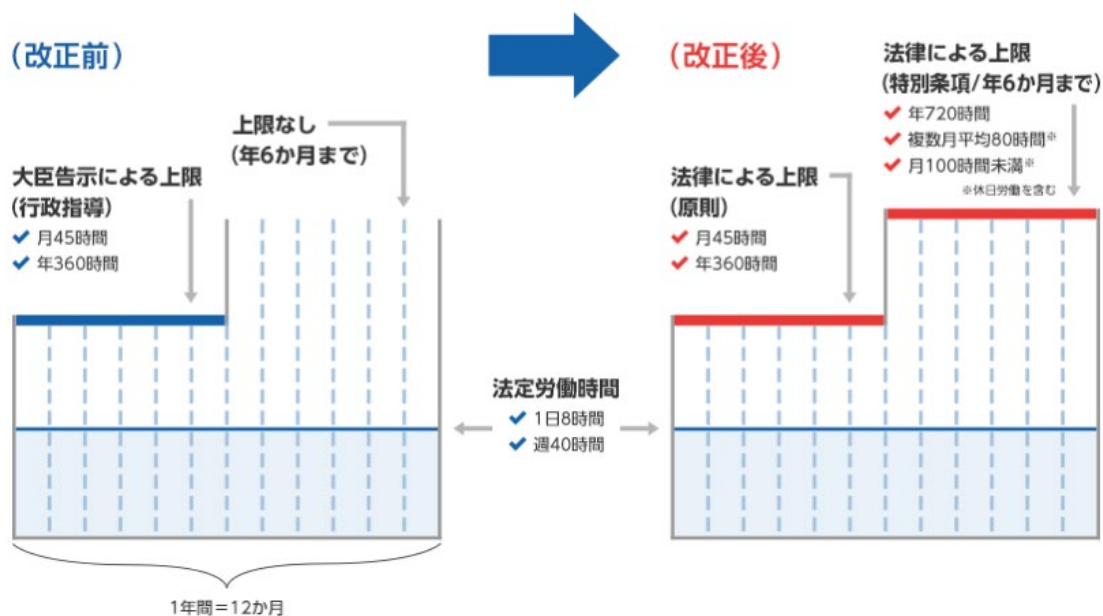 (改正前)
上限なし
(年6か月まで)
大臣告示による上限
(行政指導)
月45時間
年360時間
1年間=12か月
法定労働時間
1日8時間
週40時間
(改正後)
法律による上限
(原則)
月45時間
年360時間
法律による上限
(特別条項/年6か月まで)
年720時間
複数月平均80時間※
月100時間未満※
※休日労働を含む